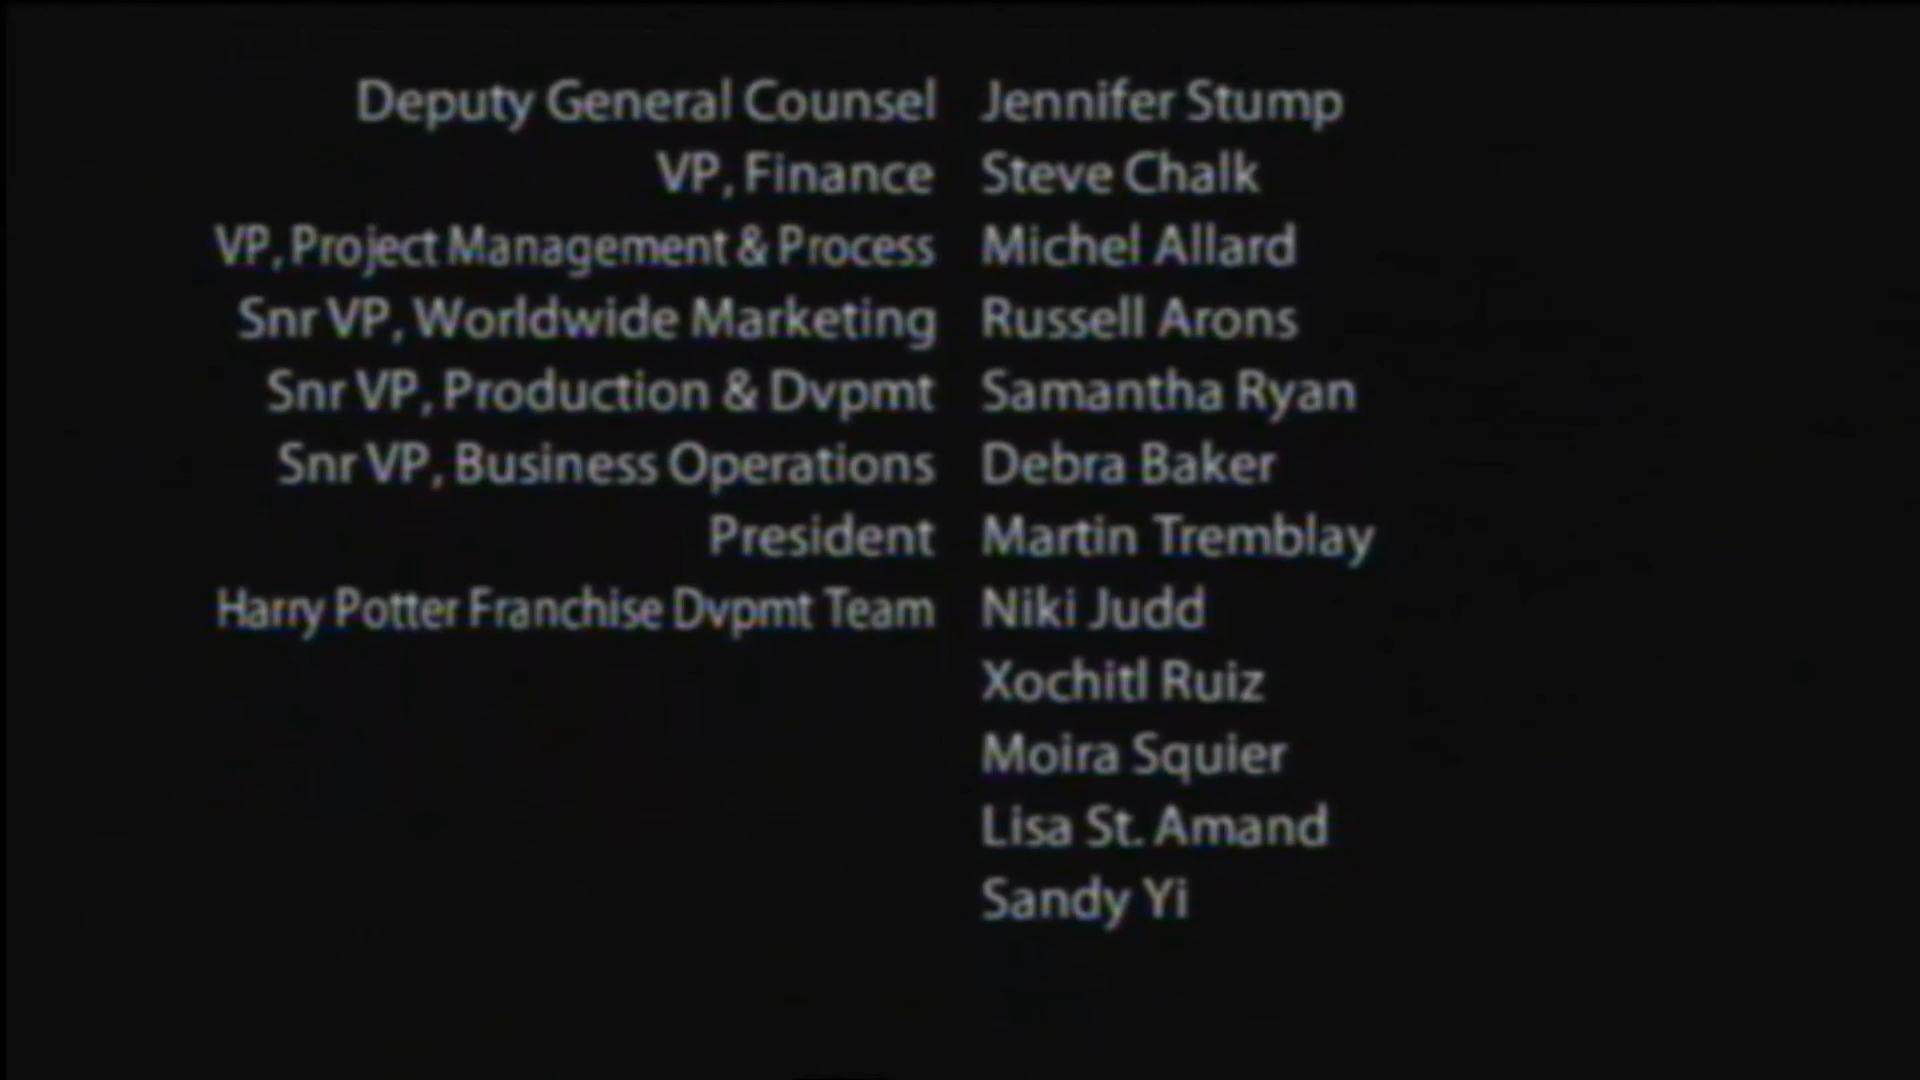 Deputy General Counsel Jennifer Stump
VP, Finance Steve Chalk
VP, Project Management & Process Michel Allard
Snr VP, Worldwide Marketing Russell Arons
Snr VP, Production & Dvpmt Samantha Ryan
Snr VP, Business Operations Debra Baker
President Martin Tremblay
Harry Potter Franchise Dvpmt Team Niki Judd
Xochitl Ruiz
Moira Squier
Lisa St. Amand
Sandy Yi